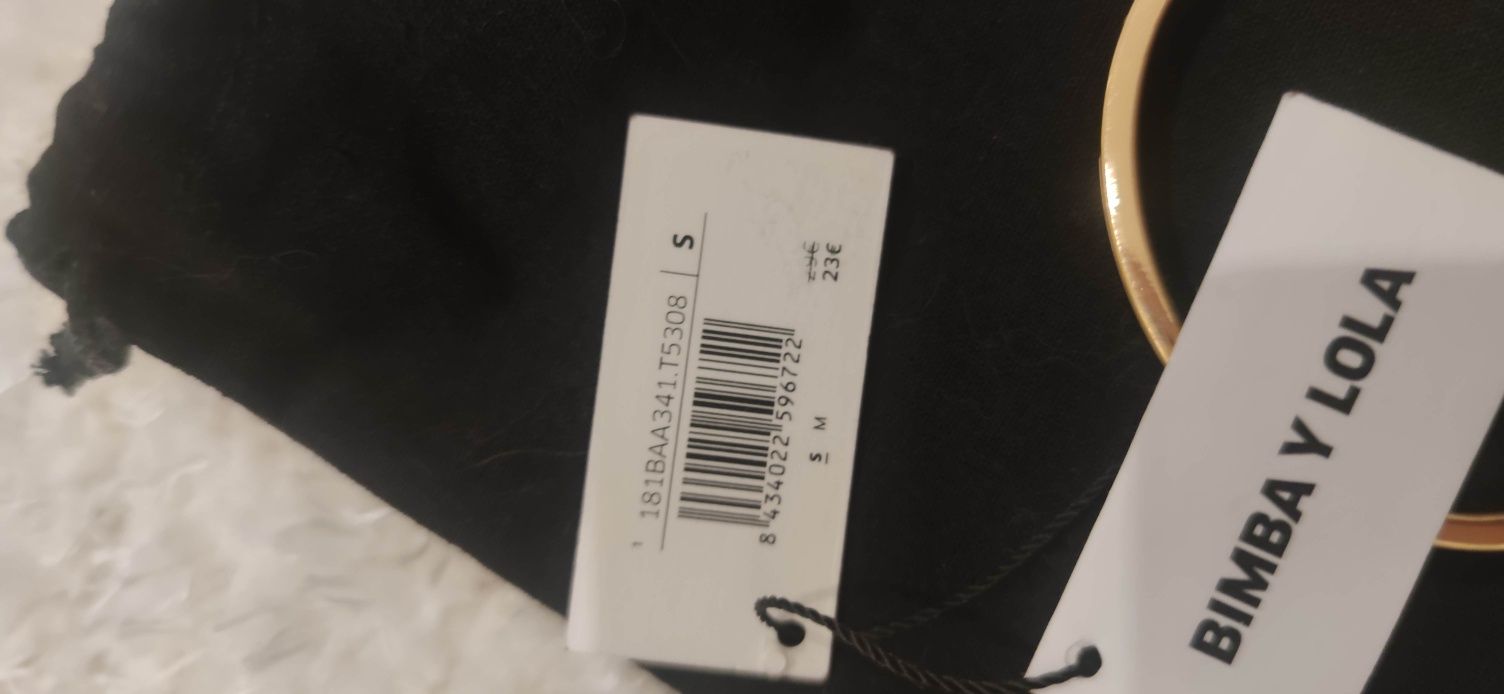 1
181BAA341.T5308 S
8 434022 596722
S M
29€
23€
BIMBA Y LOLA